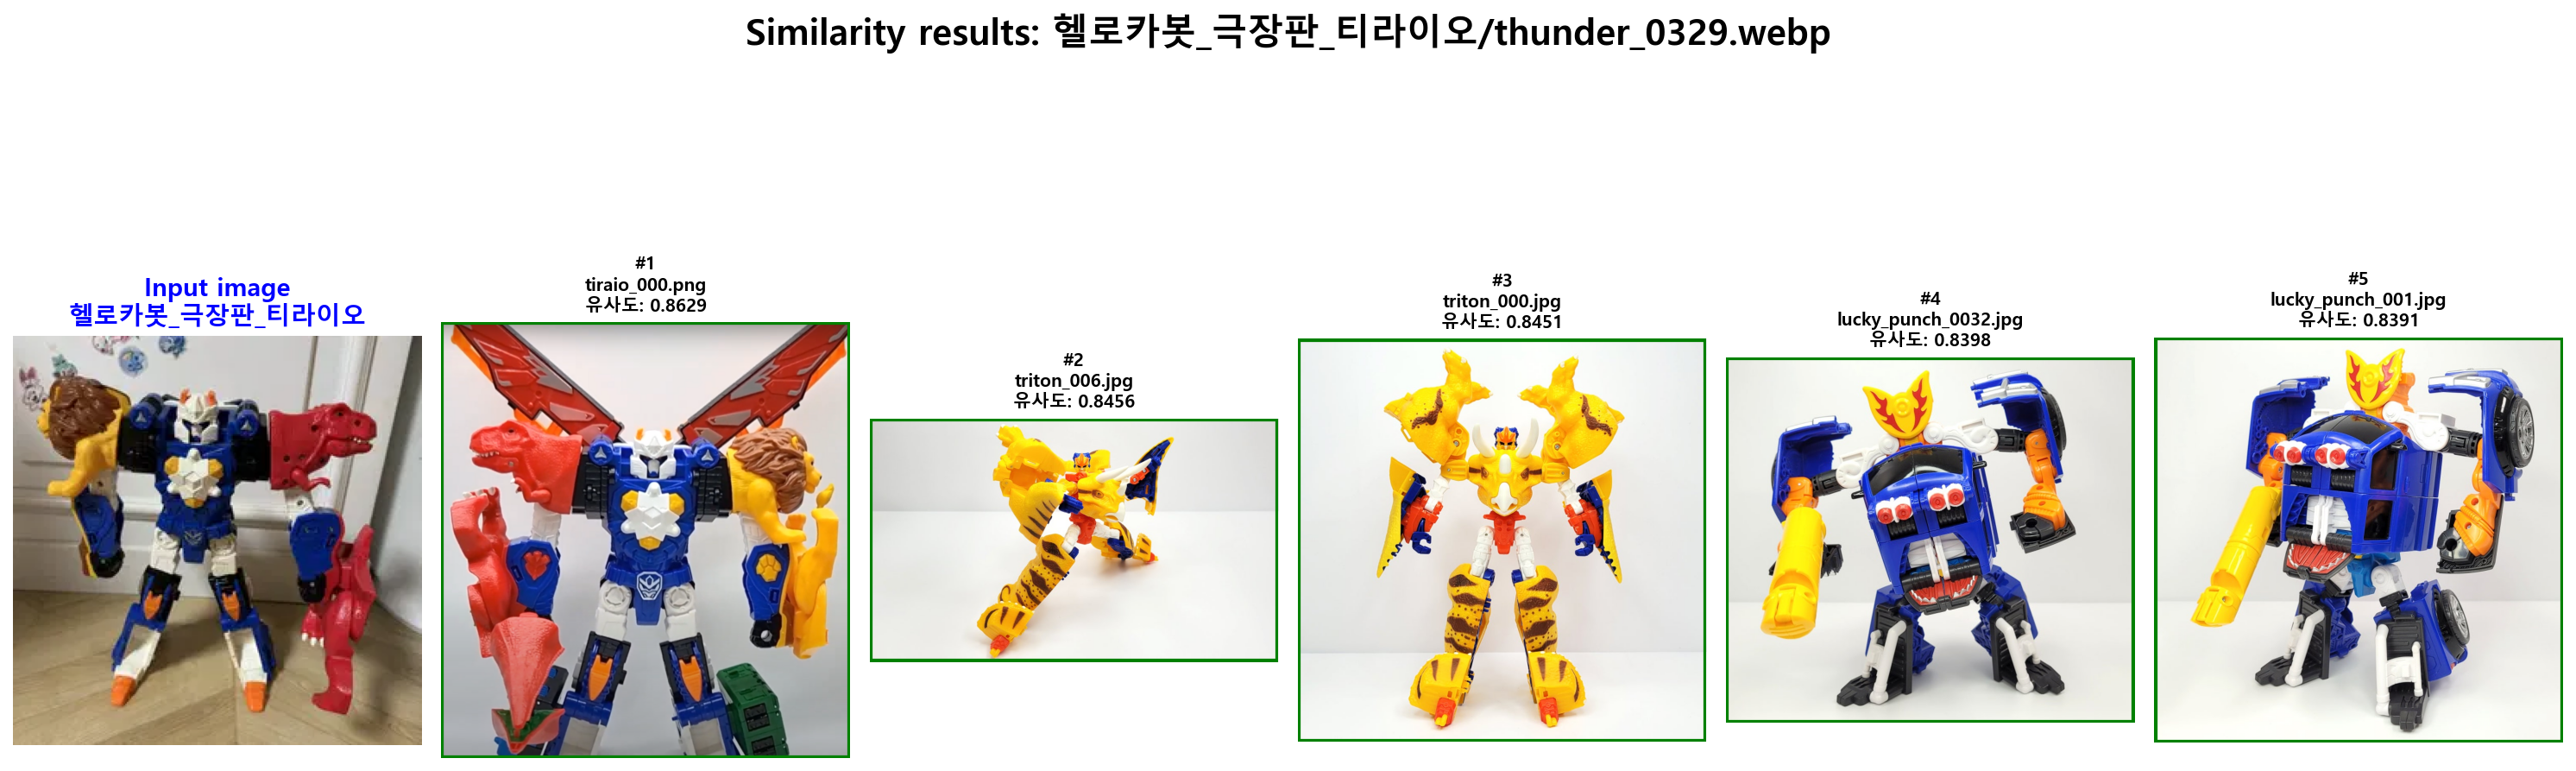 Similarity results: 헬로카봇_극장판_티라이오/thunder_0329.webp
Input image
헬로카봇_극장판_티라이오
#1
tiraio_000.png
유사도: 0.8629
#2
triton_006.jpg
유사도: 0.8456
#3
triton_000.jpg
유사도: 0.8451
#4
lucky_punch_0032.jpg
유사도: 0.8398
#5
lucky_punch_001.jpg
유사도: 0.8391